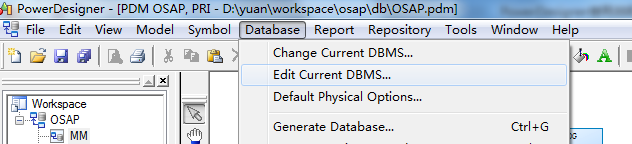 PowerDesigner - [PDM OSAP, PRI - D:\yuan\workspace\osap\db\OSAP.pdm]
File Edit View Model Symbol Database Report Repository Tools Window Help
Change Current DBMS...
Edit Current DBMS...
Default Physical Options...
Generate Database... Ctrl+G
Workspace
OSAP
MM